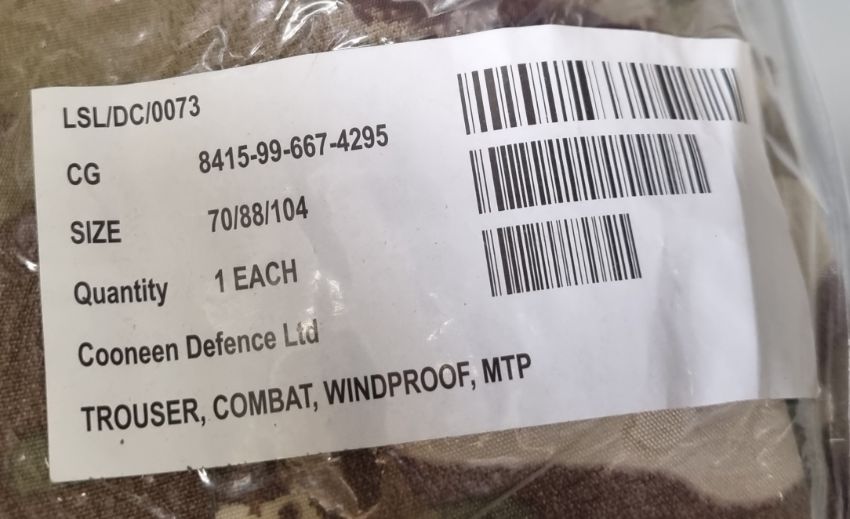 LSL/DC/0073
CG 8415-99-667-4295
SIZE 70/88/104
Quantity 1 EACH
Cooneen Defence Ltd
TROUSER, COMBAT, WINDPROOF, MTP